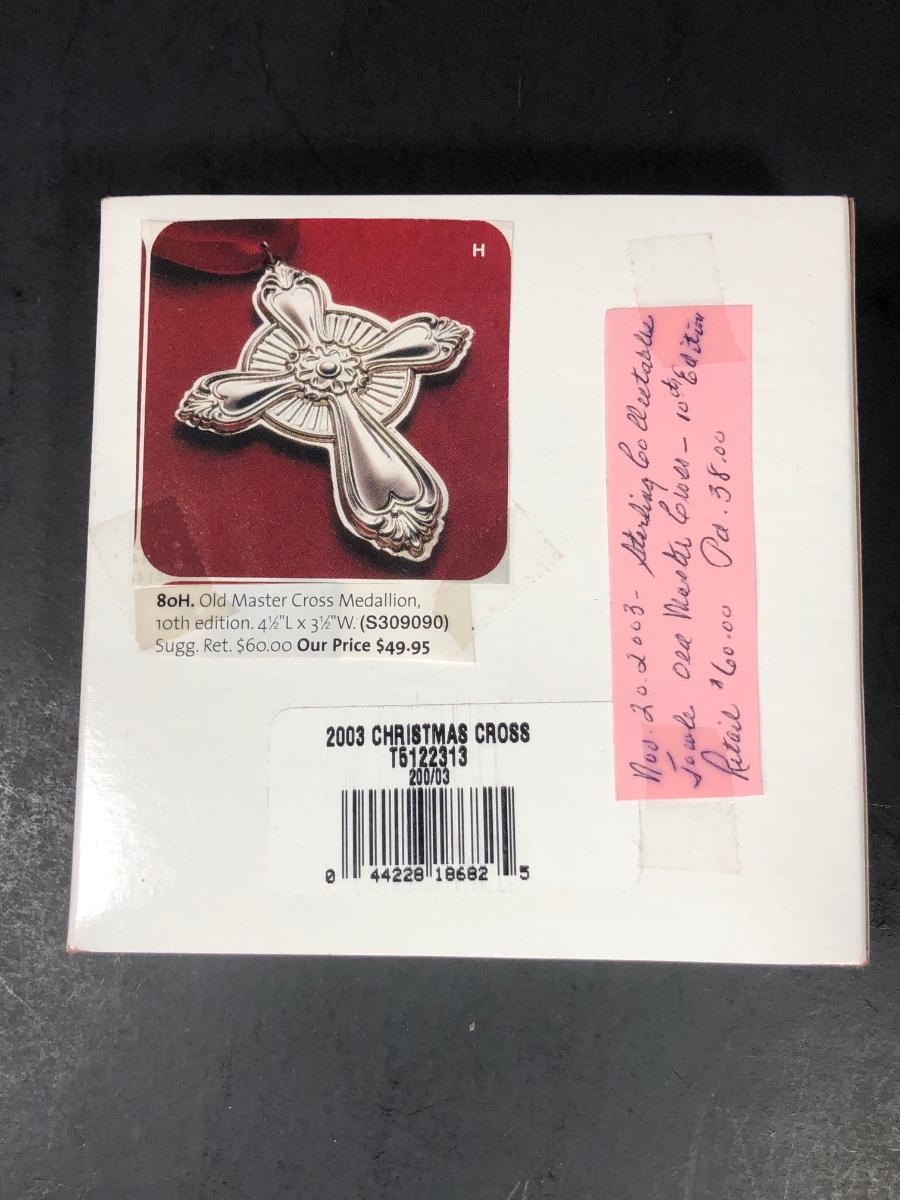 H
80H. Old Master Cross Medallion,
10th edition. 4½"L x 3½"W. (S309090)
Sugg. Ret. $60.00 Our Price $49.95
2003 CHRISTMAS CROSS
T5122313
200/03
0 44228 18682 5
Nov. 20. 2003 - Sterling Collectables
Towle Old Master Cross - 10th Edition
Retail $60.00 Pd. 38.00